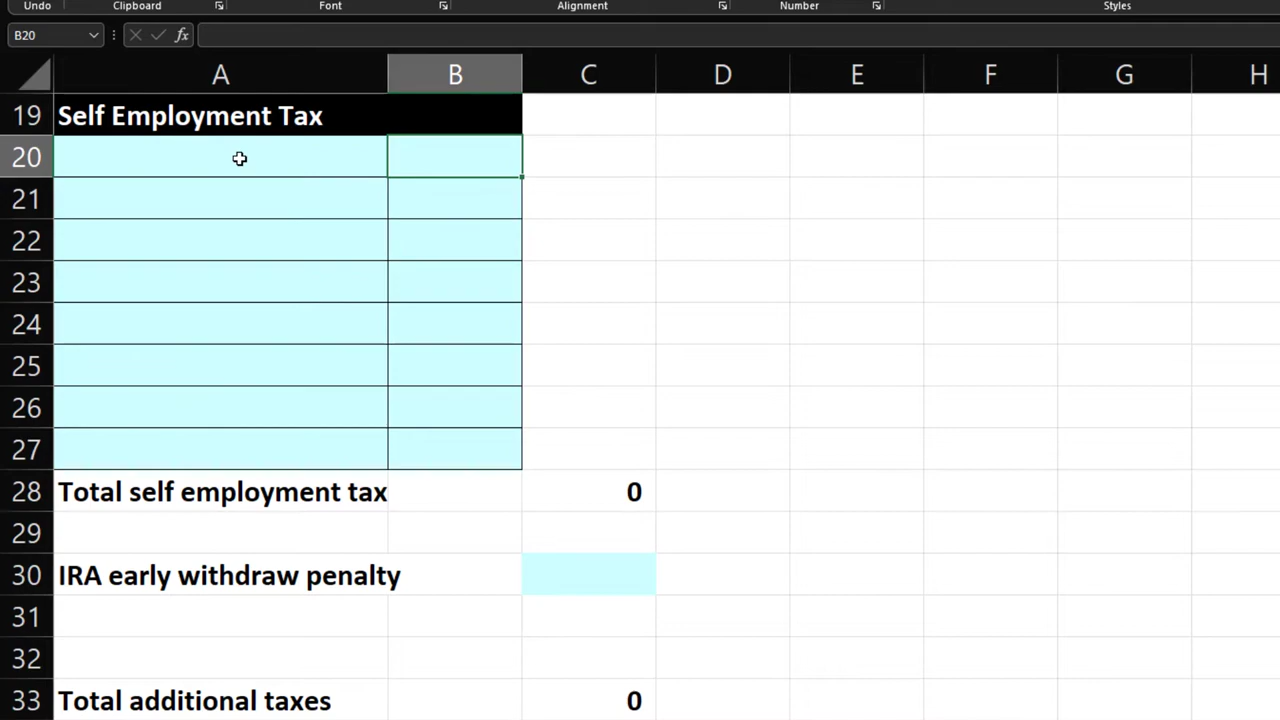 Undo Clipboard Font Alignment Number Styles
B20 fx
A B C D E F G H
19 Self Employment Tax
20
21
22
23
24
25
26
27
28 Total self employment tax 0
29
30 IRA early withdraw penalty
31
32
33 Total additional taxes 0